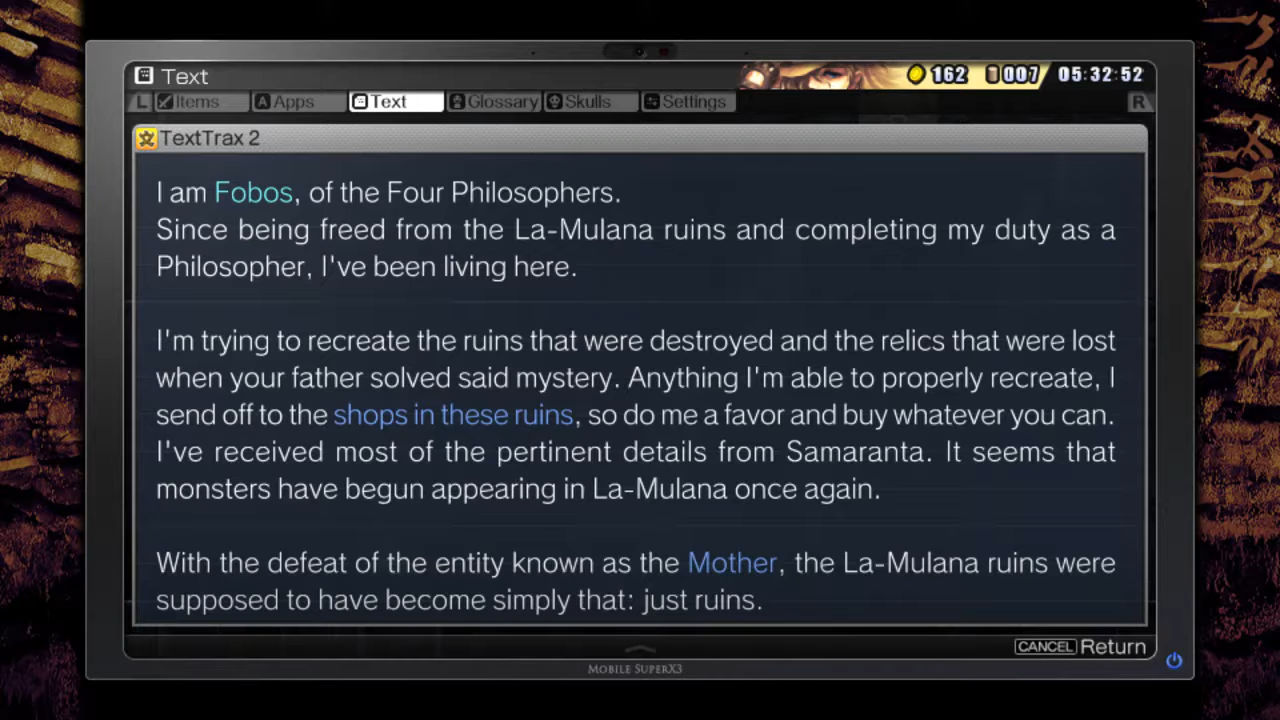 Text
162
007
05:32:52
L
Items
A Apps
Text
Glossary
Skulls
Settings
R
TextTrax 2
I am Fobos, of the Four Philosophers.
Since being freed from the La-Mulana ruins and completing my duty as a
Philosopher, I've been living here.
I'm trying to recreate the ruins that were destroyed and the relics that were lost
when your father solved said mystery. Anything I'm able to properly recreate, I
send off to the shops in these ruins, so do me a favor and buy whatever you can.
I've received most of the pertinent details from Samaranta. It seems that
monsters have begun appearing in La-Mulana once again.
With the defeat of the entity known as the Mother, the La-Mulana ruins were
supposed to have become simply that: just ruins.
CANCEL Return
MOBILE SUPERX3